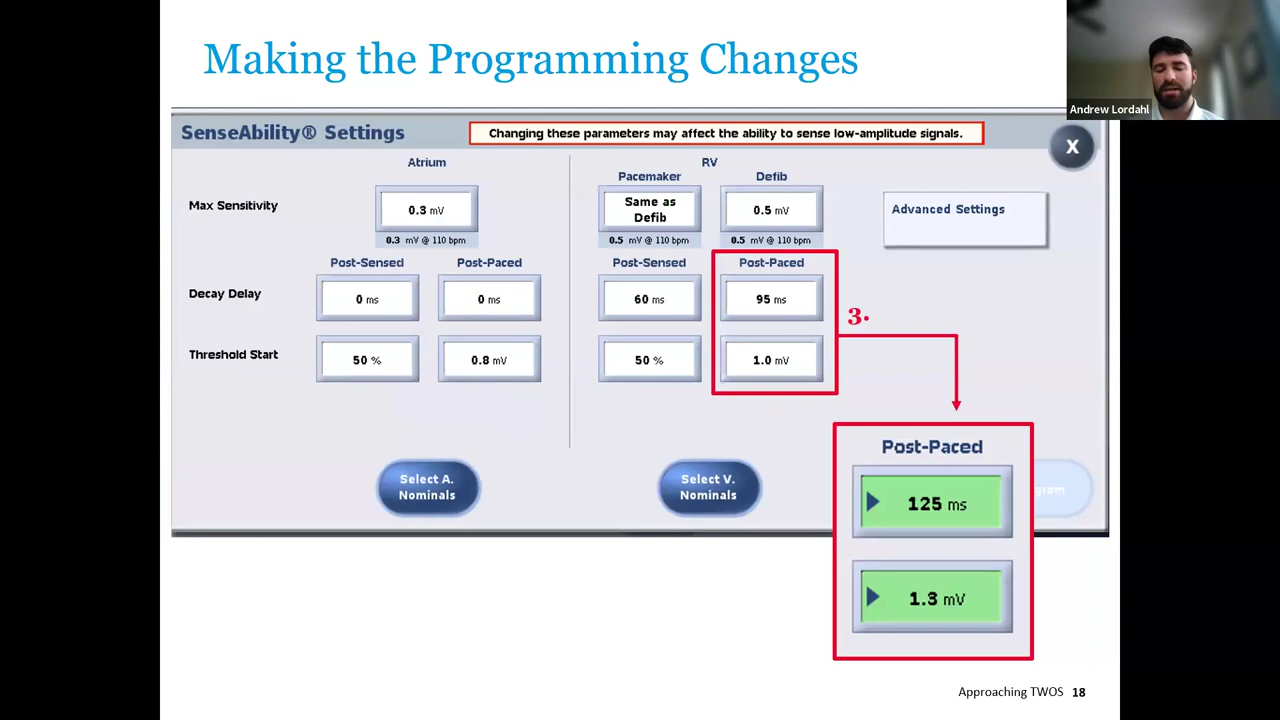 Making the Programming Changes
Andrew Lordahl
SenseAbility® Settings
Changing these parameters may affect the ability to sense low-amplitude signals.
X
Atrium
RV
Pacemaker
Defib
Max Sensitivity
0.3 mV
Same as
Defib
0.5 mV
Advanced Settings
0.3 mV @ 110 bpm
0.5 mV @ 110 bpm
0.5 mV @ 110 bpm
Post-Sensed
Post-Paced
Post-Sensed
Post-Paced
Decay Delay
0 ms
0 ms
60 ms
95 ms
3.
Threshold Start
50 %
0.8 mV
50 %
1.0 mV
Select A.
Nominals
Select V.
Nominals
Post-Paced
125 ms
1.3 mV
Approaching TWOS 18